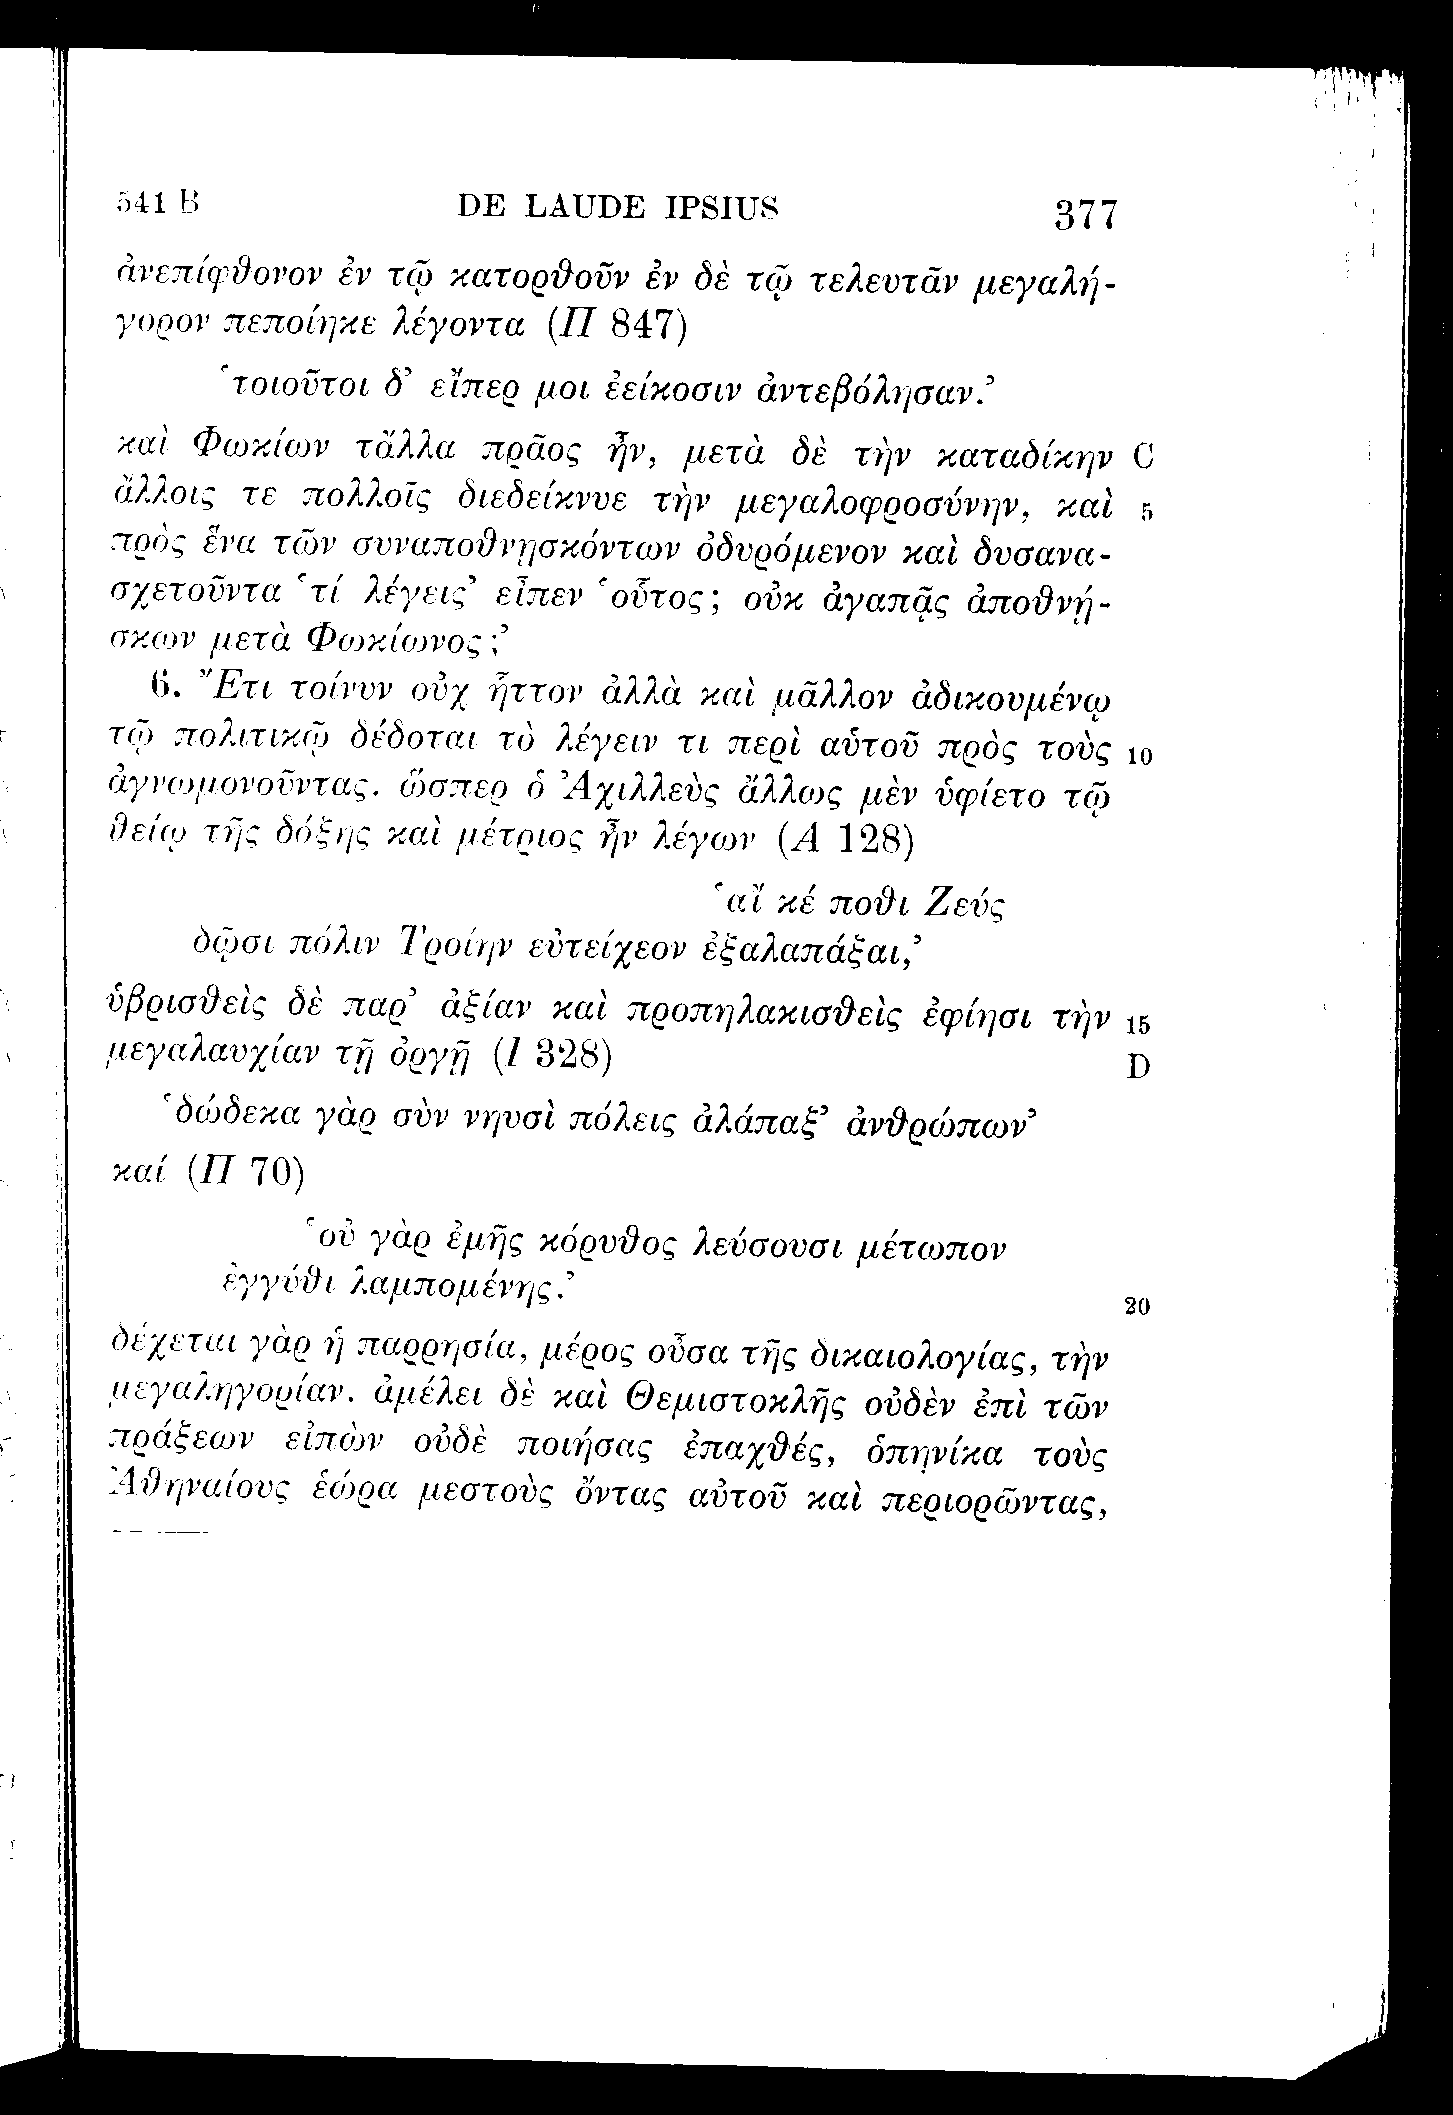 541 B DE LAUDE IPSIUS 377
ἀνεπίφθονον ἐν τῷ κατορθοῦν ἐν δὲ τῷ τελευτᾶν μεγαλή-
γορον πεποίηκε λέγοντα (Π 847)
‘τοιοῦτοι δ’ εἴπερ μοι ἐείκοσιν ἀντεβόλησαν.’
καὶ Φωκίων τἄλλα πρᾶος ἦν, μετὰ δὲ τὴν καταδίκην C
ἄλλοις τε πολλοῖς διεδείκνυε τὴν μεγαλοφροσύνην, καὶ 5
πρὸς ἕνα τῶν συναποθνησκόντων ὀδυρόμενον καὶ δυσανα-
σχετοῦντα ‘τί λέγεις’ εἶπεν ‘οὗτος; οὐκ ἀγαπᾷς ἀποθνῄ-
σκων μετὰ Φωκίωνος;’
6. Ἔτι τοίνυν οὐχ ἧττον ἀλλὰ καὶ μᾶλλον ἀδικουμένῳ
τῷ πολιτικῷ δέδοται τὸ λέγειν τι περὶ αὑτοῦ πρὸς τοὺς 10
ἀγνωμονοῦντας. ὥσπερ ὁ Ἀχιλλεὺς ἄλλως μὲν ὑφίετο τῷ
θείῳ τῆς δόξης καὶ μέτριος ἦν λέγων (Α 128)
‘αἴ κέ ποθι Ζεύς
δῷσι πόλιν Τροίην εὐτείχεον ἐξαλαπάξαι,’
ὑβρισθεὶς δὲ παρ’ ἀξίαν καὶ προπηλακισθεὶς ἐφίησι τὴν 15
μεγαλαυχίαν τῇ ὀργῇ (Ι 328) D
‘δώδεκα γὰρ σὺν νηυσὶ πόλεις ἀλάπαξ’ ἀνθρώπων’
καί (Π 70)
‘οὐ γὰρ ἐμῆς κόρυθος λεύσουσι μέτωπον
ἐγγύθι λαμπομένης.’ 20
δέχεται γὰρ ἡ παρρησία, μέρος οὖσα τῆς δικαιολογίας, τὴν
μεγαληγορίαν. ἀμέλει δὲ καὶ Θεμιστοκλῆς οὐδὲν ἐπὶ τῶν
πράξεων εἰπὼν οὐδὲ ποιήσας ἐπαχθές, ὁπηνίκα τοὺς
Ἀθηναίους ἑώρα μεστοὺς ὄντας αὐτοῦ καὶ περιορῶντας,